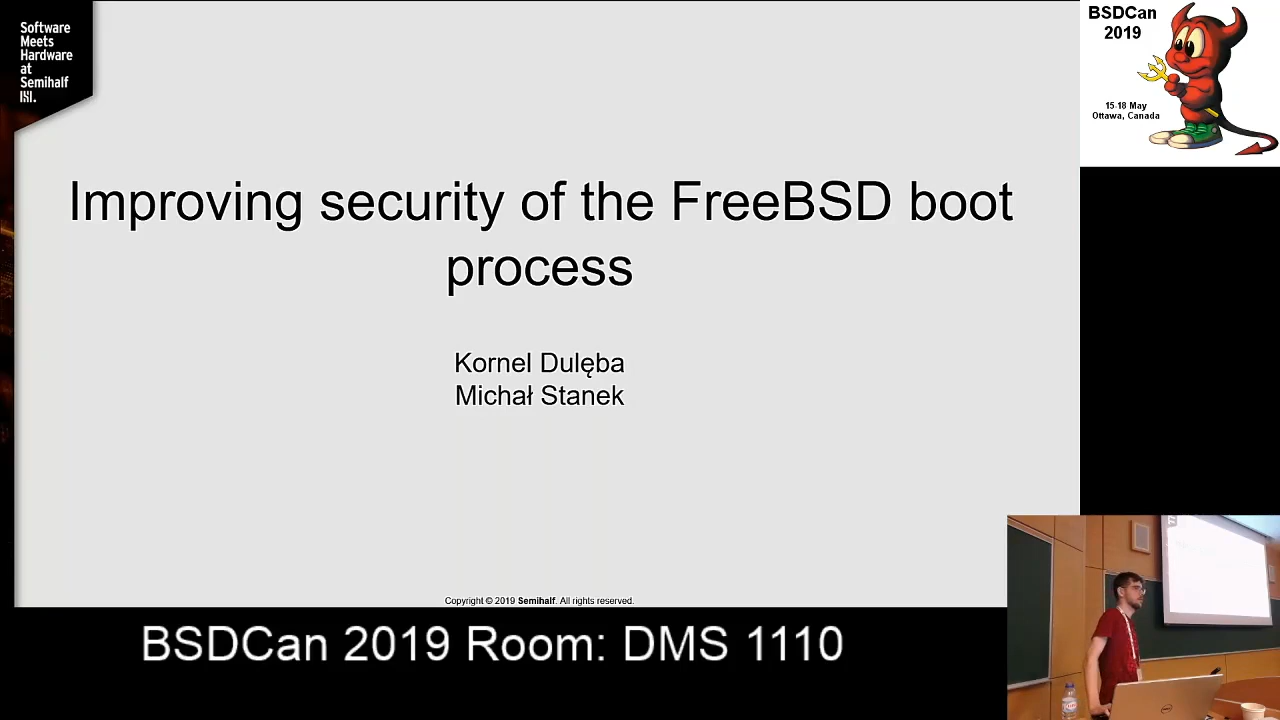 Software
Meets
Hardware
at
Semihalf
BSDCan
2019
15-18 May
Ottawa, Canada
Improving security of the FreeBSD boot
process
Kornel Dulęba
Michał Stanek
Copyright © 2019 Semihalf. All rights reserved.
BSDCan 2019 Room: DMS 1110
DELL